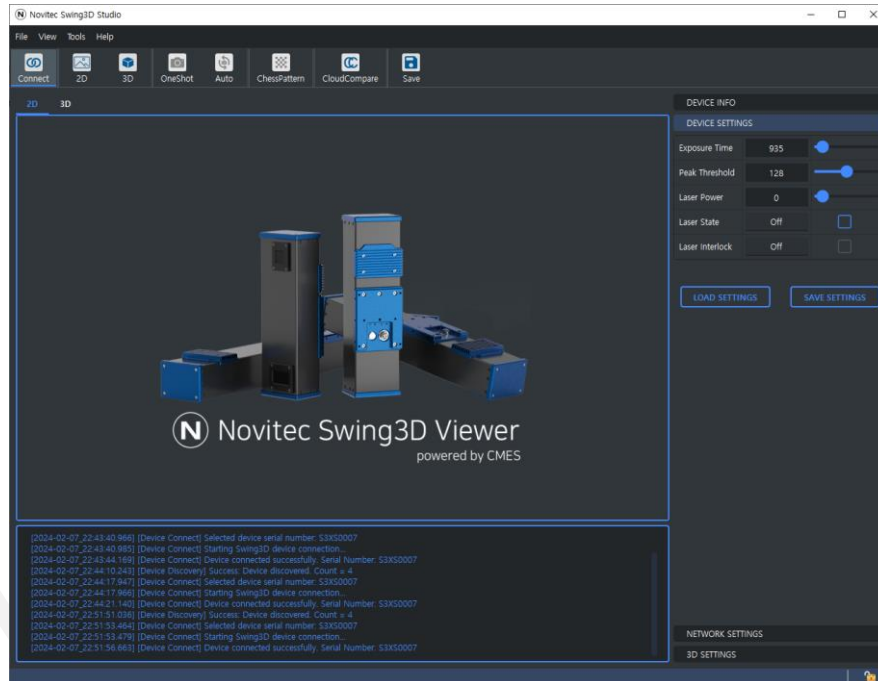 Novitec Swing3D Studio
File View Tools Help
Connect 2D 3D OneShot Auto ChessPattern CloudCompare Save
2D 3D
DEVICE INFO
DEVICE SETTINGS
Exposure Time 935
Peak Threshold 128
Laser Power 0
Laser State Off
Laser Interlock Off
LOAD SETTINGS SAVE SETTINGS
N Novitec Swing3D Viewer
powered by CMES
[2024-02-07_22:43:40.966] [Device Connect] Selected device serial number: S3XS0007
[2024-02-07_22:43:40.985] [Device Connect] Starting Swing3D device connection...
[2024-02-07_22:43:44.169] [Device Connect] Device connected successfully. Serial Number: S3XS0007
[2024-02-07_22:44:10.243] [Device Discovery] Success: Device discovered. Count = 4
[2024-02-07_22:44:17.947] [Device Connect] Selected device serial number: S3XS0007
[2024-02-07_22:44:17.966] [Device Connect] Starting Swing3D device connection...
[2024-02-07_22:44:21.140] [Device Connect] Device connected successfully. Serial Number: S3XS0007
[2024-02-07_22:51:51.036] [Device Discovery] Success: Device discovered. Count = 4
[2024-02-07_22:51:53.464] [Device Connect] Selected device serial number: S3XS0007
[2024-02-07_22:51:53.479] [Device Connect] Starting Swing3D device connection...
[2024-02-07_22:51:56.663] [Device Connect] Device connected successfully. Serial Number: S3XS0007
NETWORK SETTINGS
3D SETTINGS